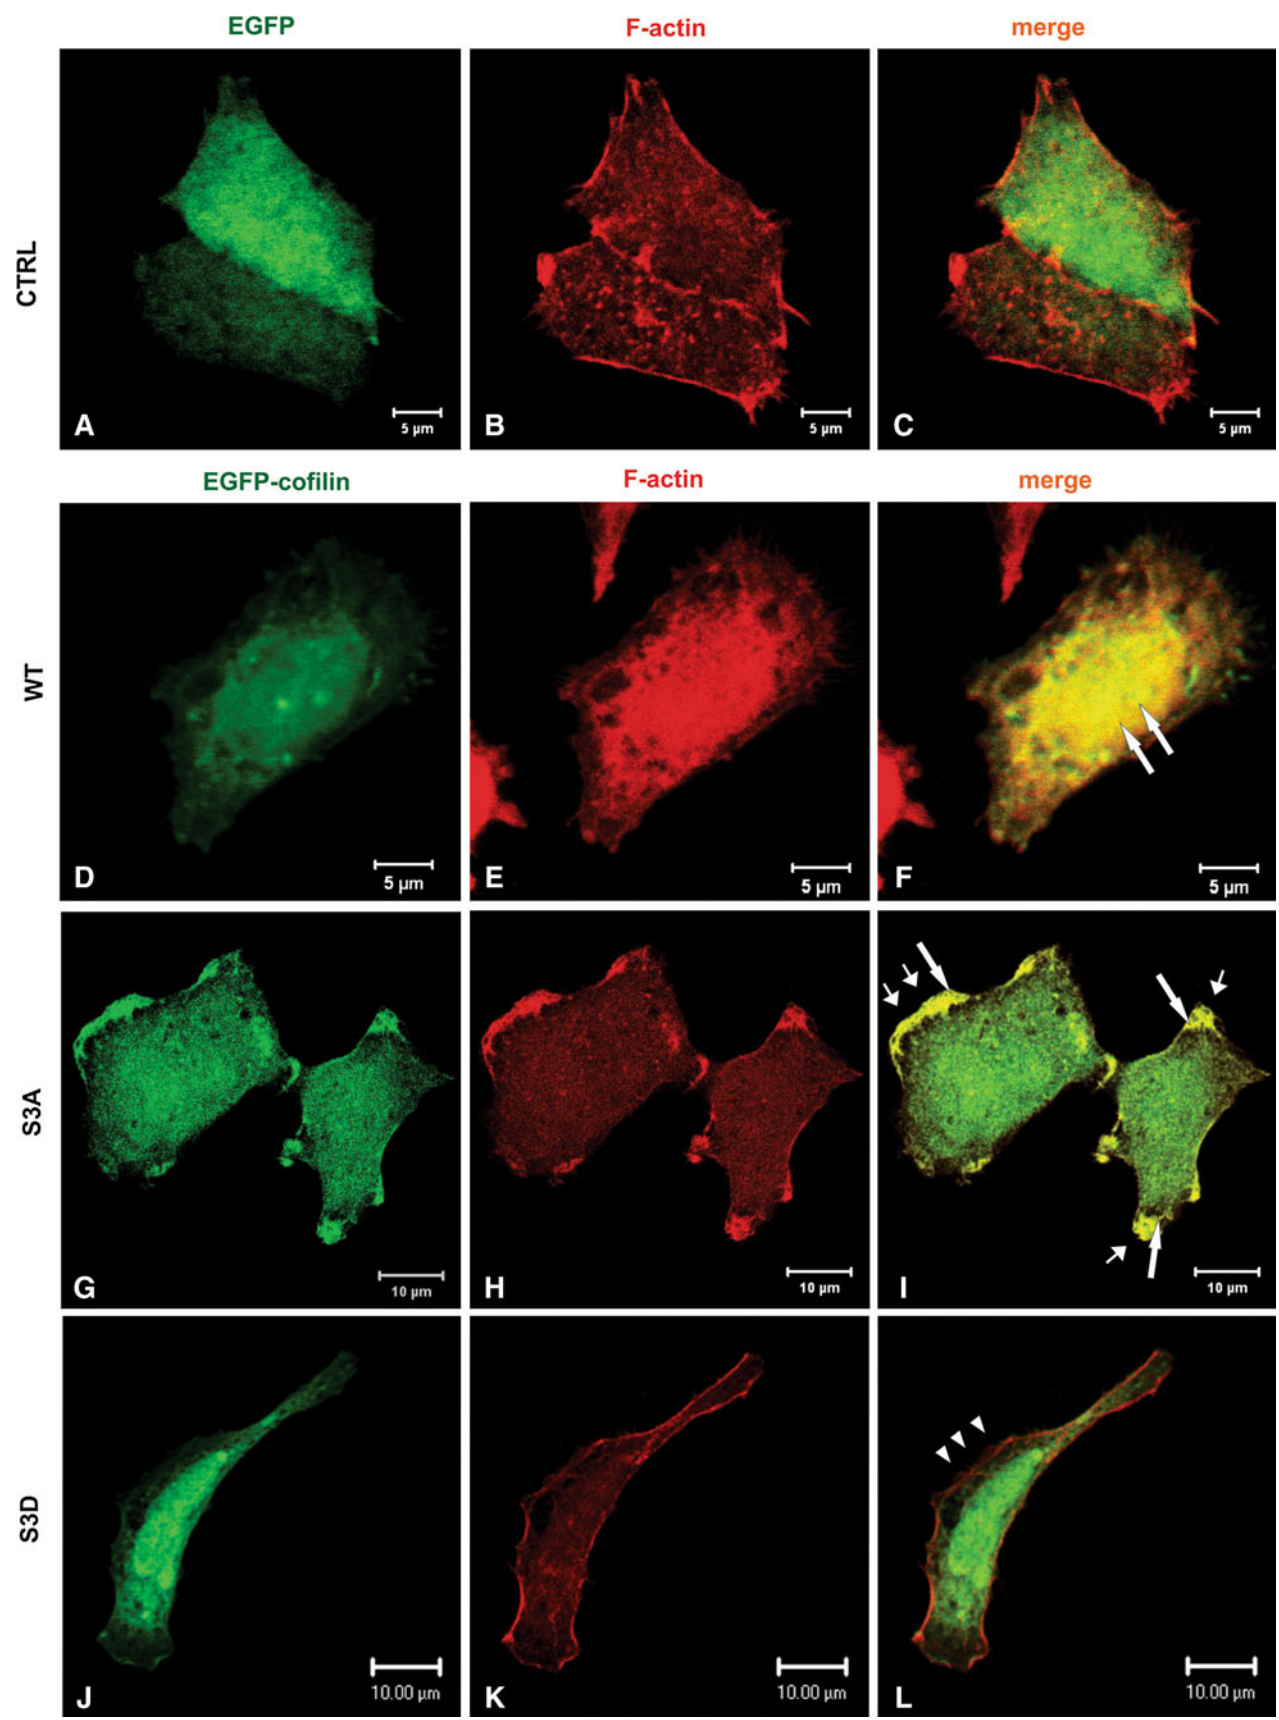 EGFP F-actin merge
CTRL
A 5 µm B 5 µm C 5 µm
EGFP-cofilin F-actin merge
WT
D 5 µm E 5 µm F 5 µm
S3A
G 10 µm H 10 µm I 10 µm
S3D
J 10.00 µm K 10.00 µm L 10.00 µm